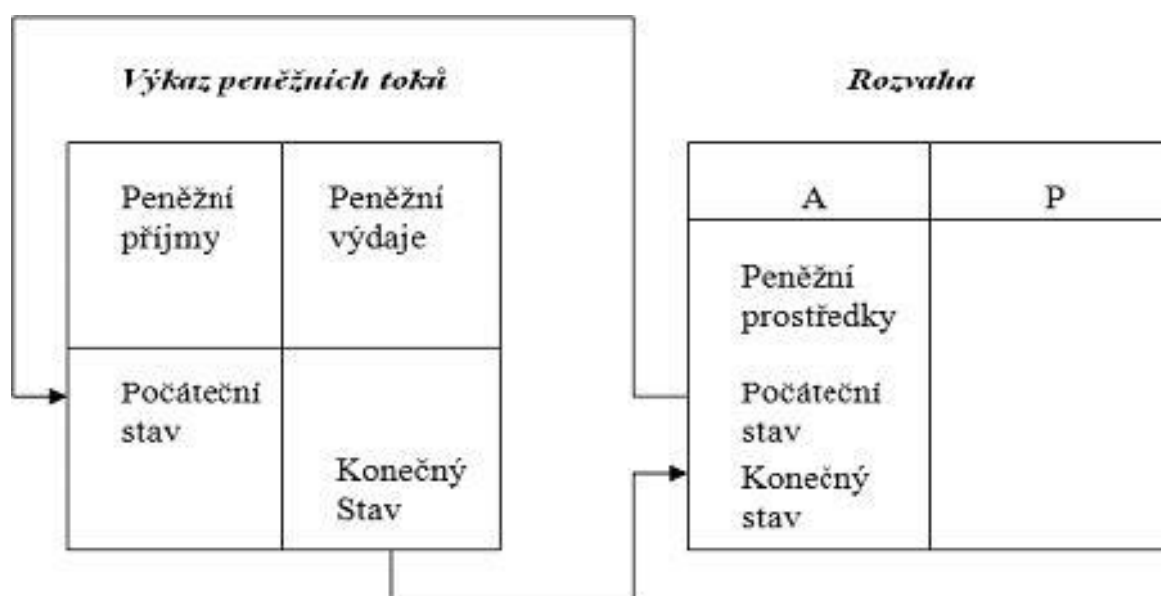 Výkaz peněžních toků
Peněžní
příjmy
Peněžní
výdaje
Počáteční
stav
Konečný
Stav
Rozvaha
A
P
Peněžní
prostředky
Počáteční
stav
Konečný
stav